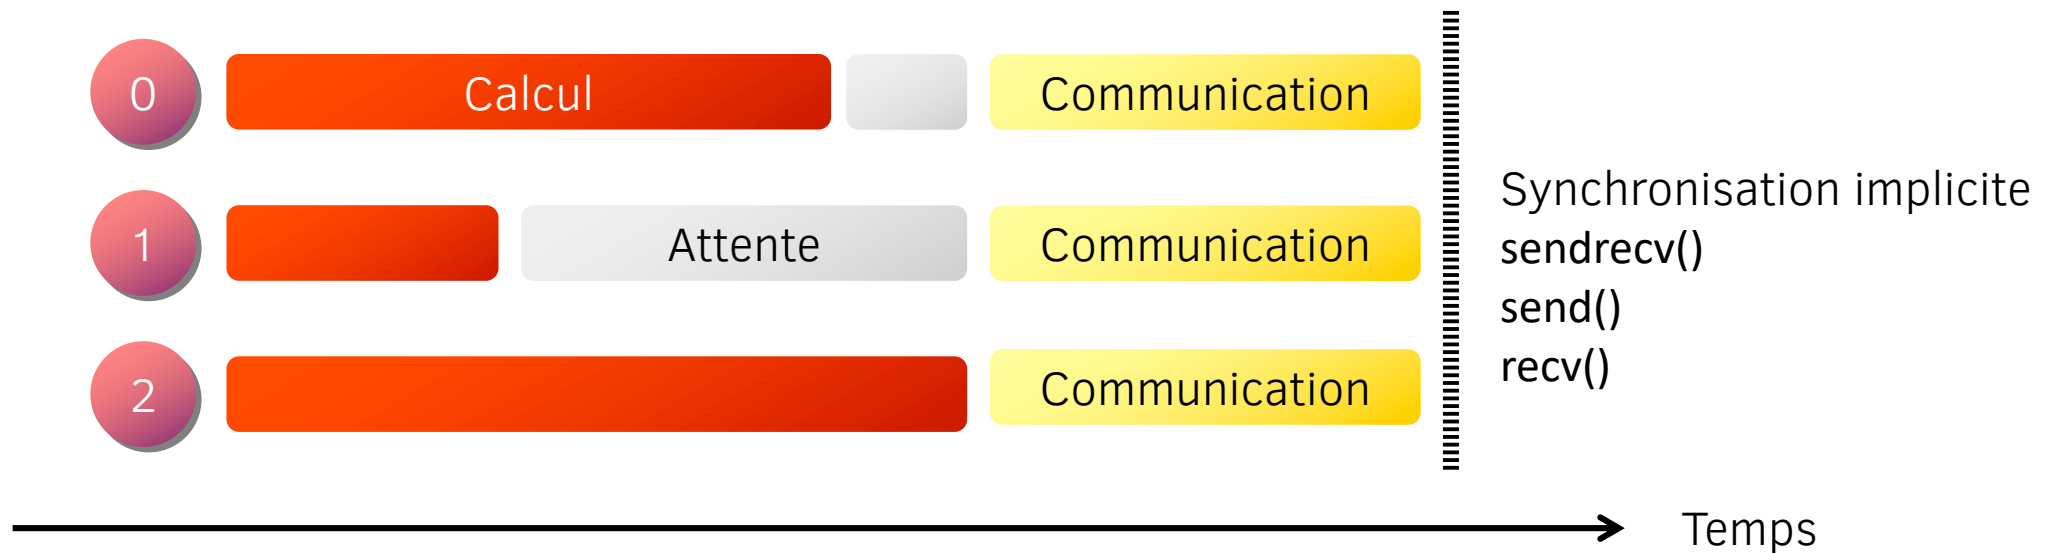 0
Calcul
Communication
1
Attente
Communication
2
Communication
Synchronisation implicite
sendrecv()
send()
recv()
Temps